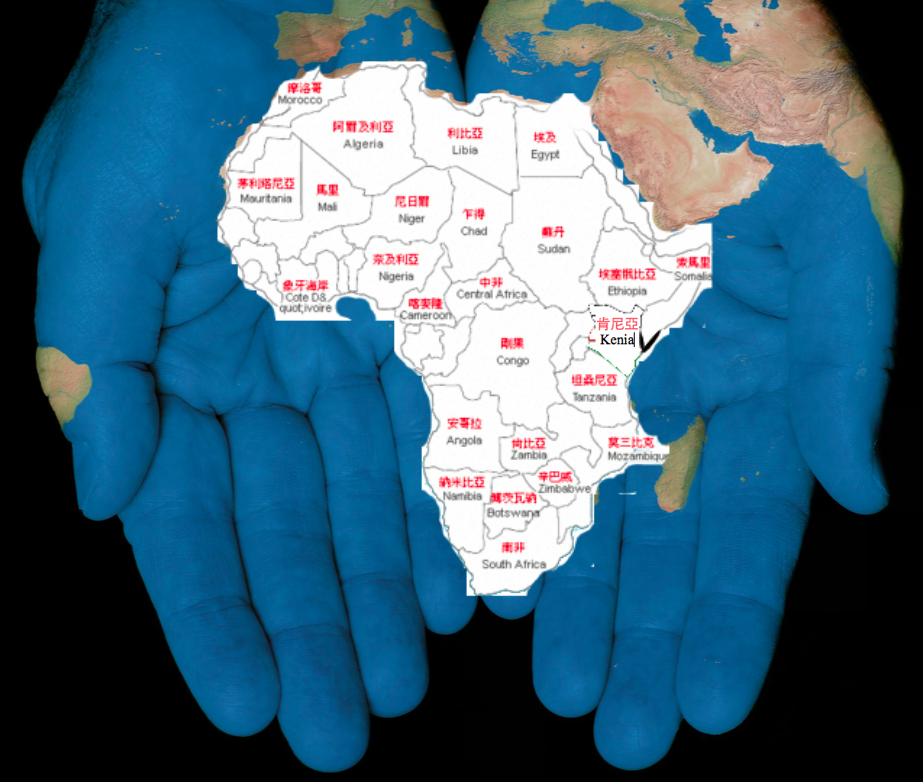 摩洛哥
Morocco
阿爾及利亞
Algeria
利比亞
Libia
埃及
Egypt
茅利塔尼亞
Mauritania
馬里
Mali
尼日爾
Niger
乍得
Chad
蘇丹
Sudan
奈及利亞
Nigeria
埃塞俄比亞
Ethiopia
索馬里
Somalia
象牙海岸
Cote D&
quot;ivoire
喀麥隆
Cameroon
中非
Central Africa
肯尼亞
Kenia
剛果
Congo
坦桑尼亞
Tanzania
安哥拉
Angola
尚比亞
Zambia
莫三比克
Mozambique
納米比亞
Namibia
辛巴威
Zimbabwe
博茨瓦納
Botswana
南非
South Africa